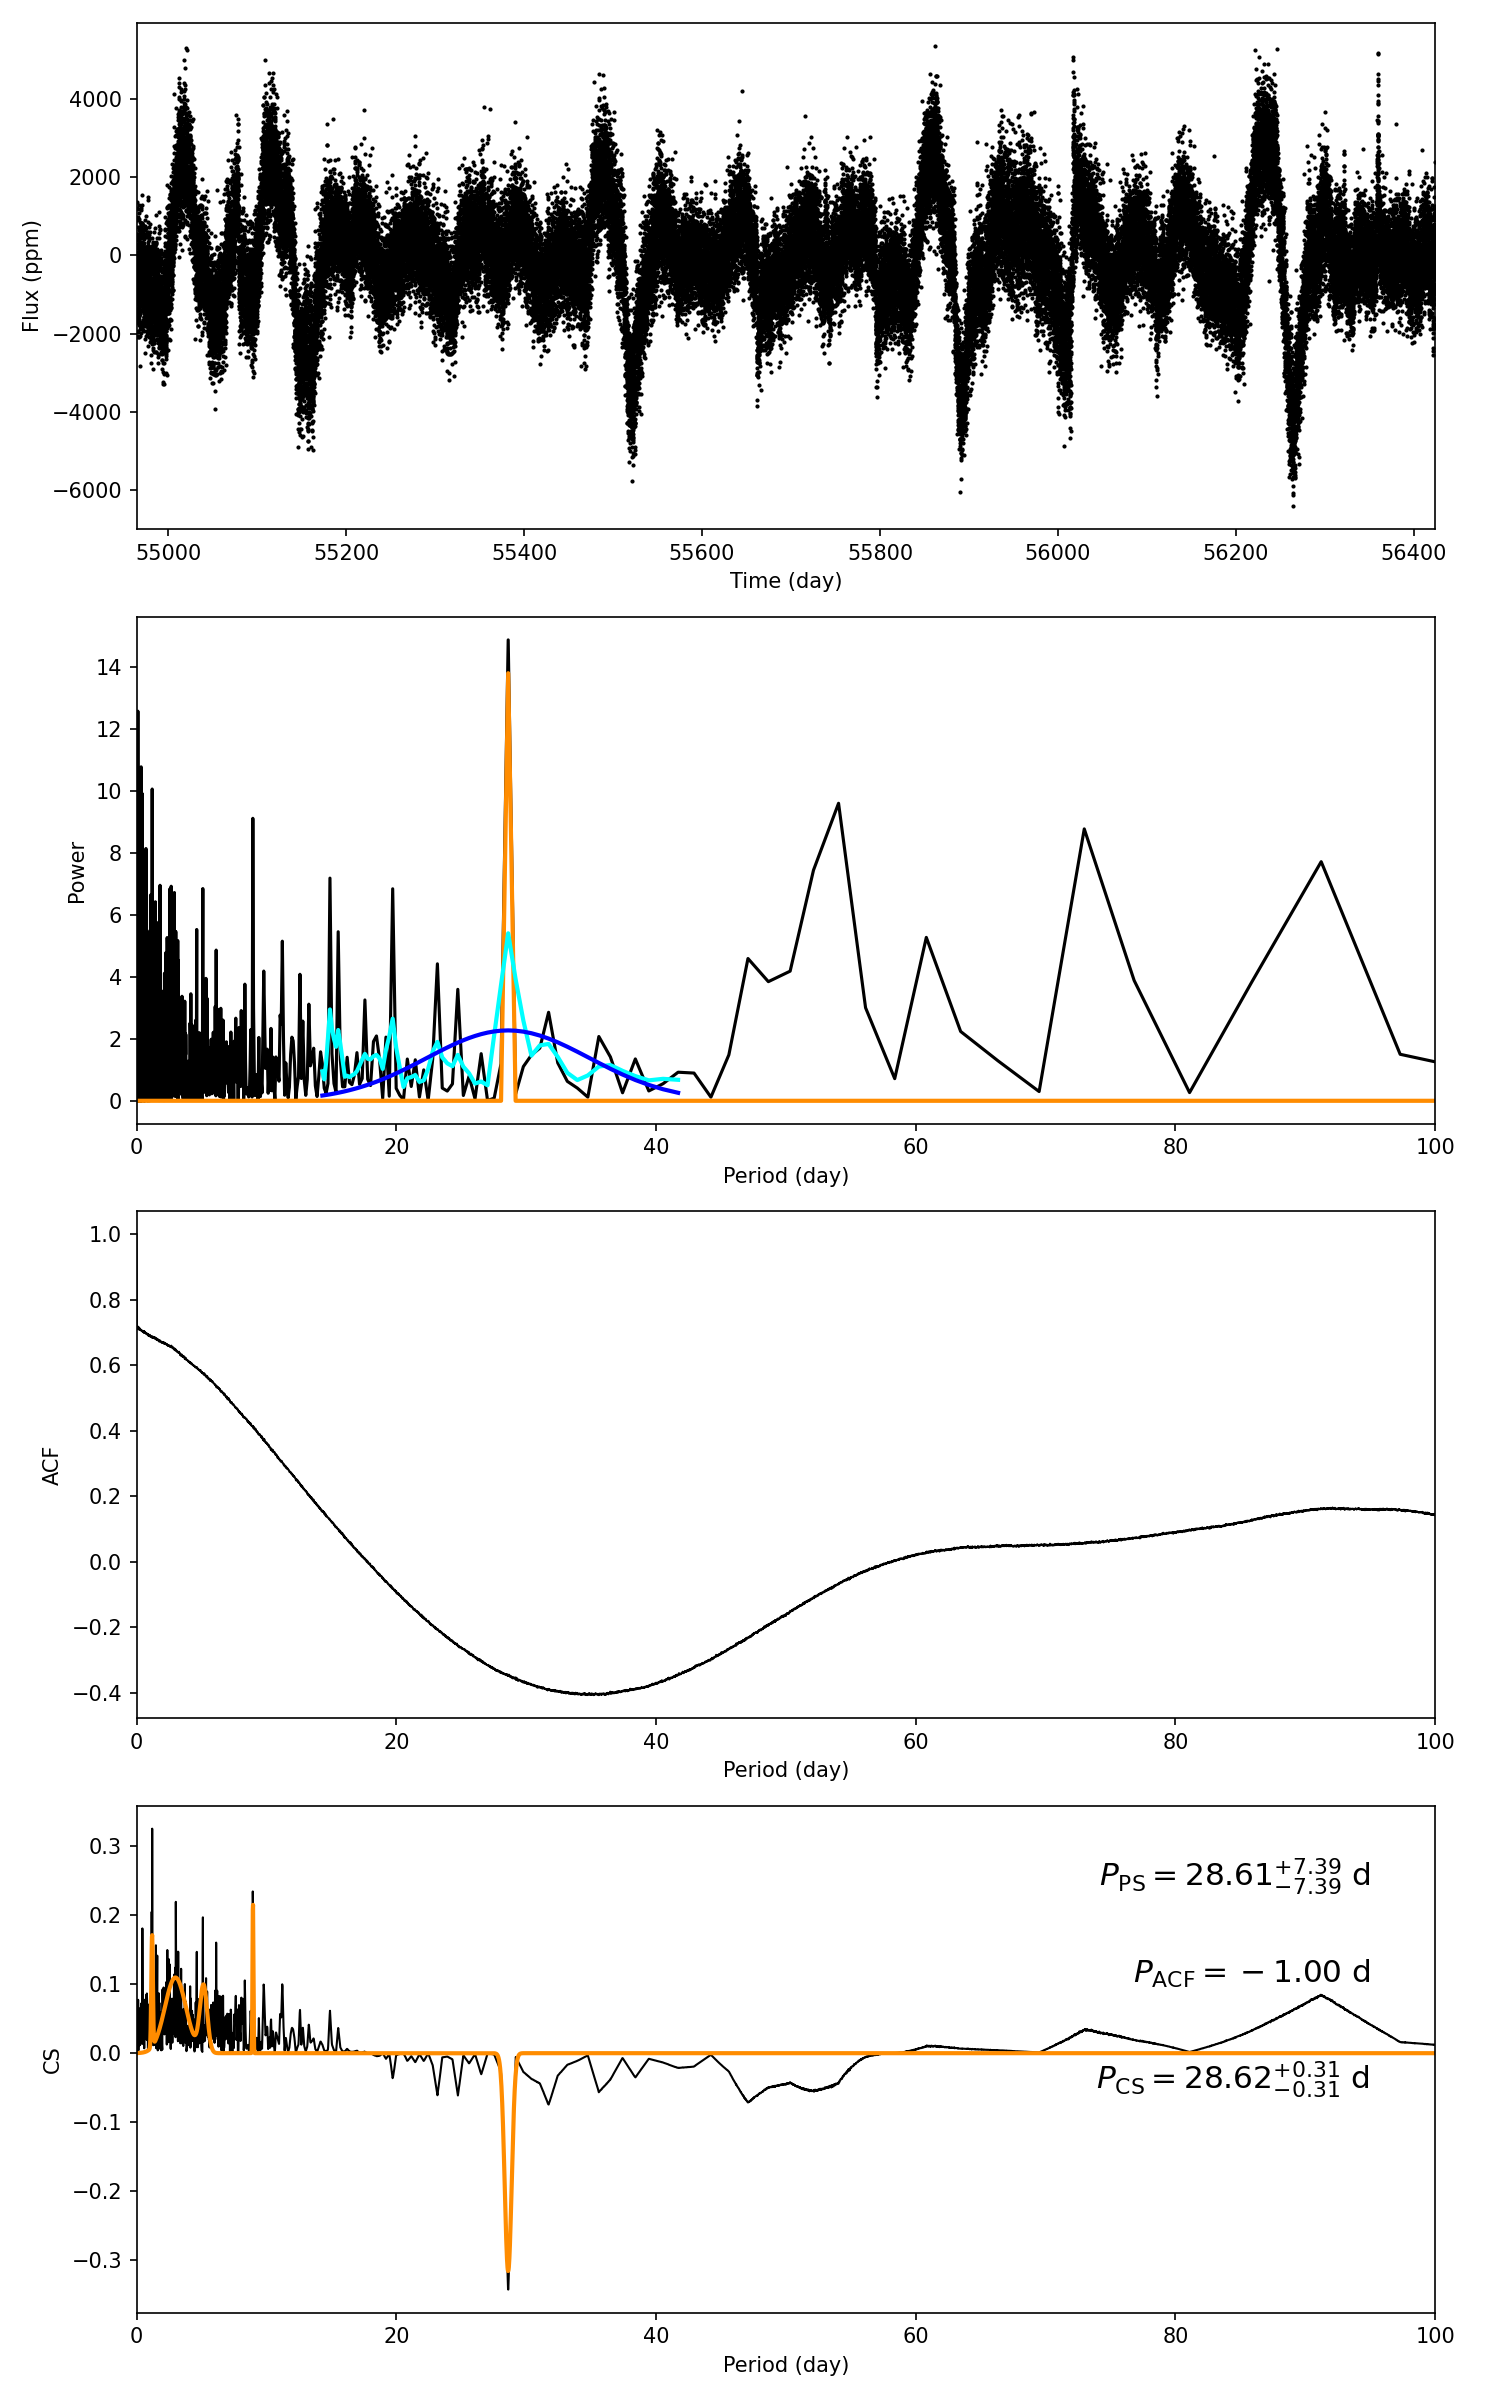 4000
2000
0
−2000
−4000
−6000
Flux (ppm)
55000 55200 55400 55600 55800 56000 56200 56400
Time (day)
14
12
10
8
6
4
2
0
Power
0 20 40 60 80 100
Period (day)
1.0
0.8
0.6
0.4
0.2
0.0
−0.2
−0.4
ACF
0 20 40 60 80 100
Period (day)
0.3
0.2
0.1
0.0
−0.1
−0.2
−0.3
CS
P_PS = 28.61^{+7.39}_{−7.39} d
P_ACF = −1.00 d
P_CS = 28.62^{+0.31}_{−0.31} d
0 20 40 60 80 100
Period (day)